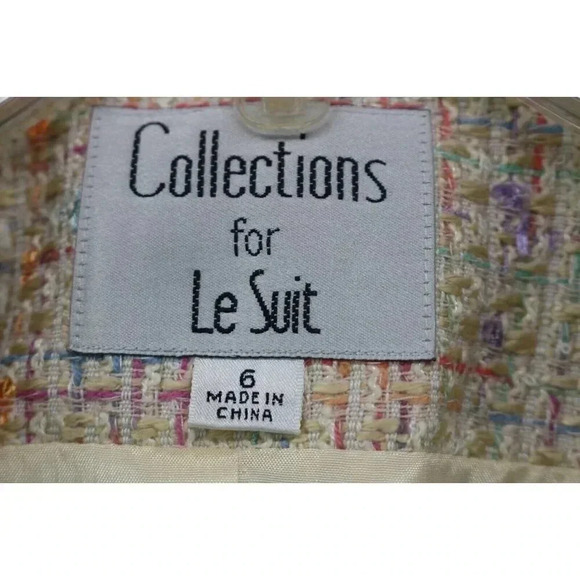 Collections
for
Le Suit
6
MADE IN
CHINA